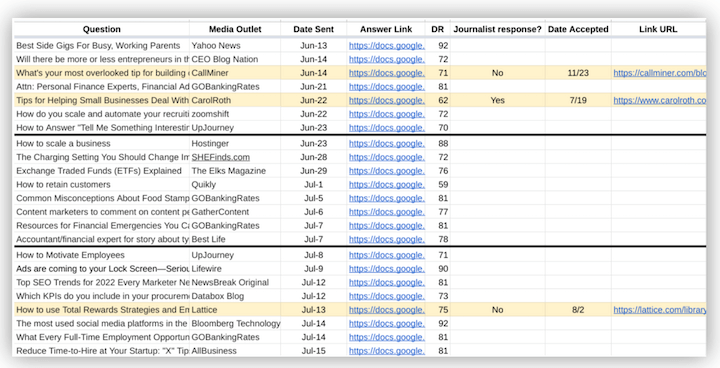 Question Media Outlet Date Sent Answer Link DR Journalist response? Date Accepted Link URL
Best Side Gigs For Busy, Working Parents Yahoo News Jun-13 https://docs.google. 92
Will there be more or less entrepreneurs in th CEO Blog Nation Jun-14 https://docs.google. 72
What's your most overlooked tip for building CallMiner Jun-14 https://docs.google. 71 No 11/23 https://callminer.com/blo
Attn: Personal Finance Experts, Financial Ad GOBankingRates Jun-21 https://docs.google. 81
Tips for Helping Small Businesses Deal With CarolRoth Jun-22 https://docs.google. 62 Yes 7/19 https://www.carolroth.co
How do you scale and automate your recruiti zoomshift Jun-22 https://docs.google. 72
How to Answer "Tell Me Something Interestin UpJourney Jun-23 https://docs.google. 70
How to scale a business Hostinger Jun-23 https://docs.google. 88
The Charging Setting You Should Change Im SHEFinds.com Jun-28 https://docs.google. 72
Exchange Traded Funds (ETFs) Explained The Elks Magazine Jun-29 https://docs.google. 76
How to retain customers Quikly Jul-1 https://docs.google. 59
Common Misconceptions About Food Stamp GOBankingRates Jul-5 https://docs.google. 81
Content marketers to comment on content pe GatherContent Jul-6 https://docs.google. 77
Resources for Financial Emergencies You Ca GOBankingRates Jul-7 https://docs.google. 81
Accountant/financial expert for story about ty Best Life Jul-7 https://docs.google. 78
How to Motivate Employees UpJourney Jul-8 https://docs.google. 71
Ads are coming to your Lock Screen—Seriou Lifewire Jul-9 https://docs.google. 90
Top SEO Trends for 2022 Every Marketer Ne NewsBreak Original Jul-12 https://docs.google. 81
Which KPIs do you include in your procurem Databox Blog Jul-12 https://docs.google. 73
How to use Total Rewards Strategies and En Lattice Jul-13 https://docs.google. 75 No 8/2 https://lattice.com/library
The most used social media platforms in the Bloomberg Technology Jul-14 https://docs.google. 92
What Every Full-Time Employment Opportun GOBankingRates Jul-14 https://docs.google. 81
Reduce Time-to-Hire at Your Startup: "X" Tip AllBusiness Jul-15 https://docs.google. 81